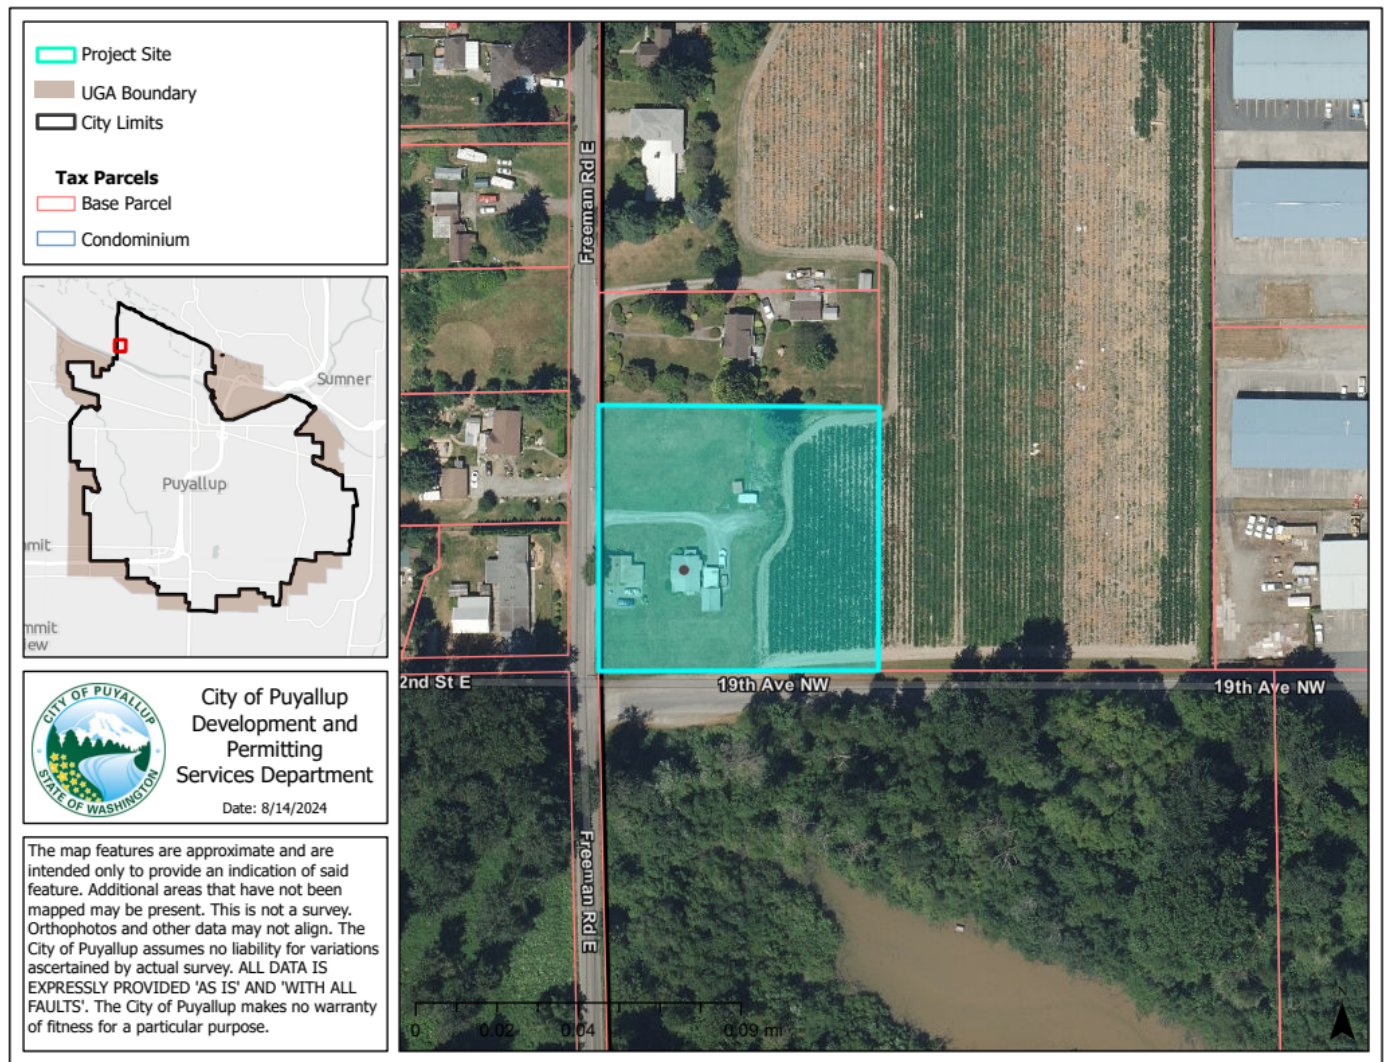 Project Site
UGA Boundary
City Limits
Tax Parcels
Base Parcel
Condominium
Sumner
Puyallup
mit
mmit
iew
CITY OF PUYALLUP
STATE OF WASHINGTON
City of Puyallup
Development and
Permitting
Services Department
Date: 8/14/2024
The map features are approximate and are
intended only to provide an indication of said
feature. Additional areas that have not been
mapped may be present. This is not a survey.
Orthophotos and other data may not align. The
City of Puyallup assumes no liability for variations
ascertained by actual survey. ALL DATA IS
EXPRESSLY PROVIDED 'AS IS' AND 'WITH ALL
FAULTS'. The City of Puyallup makes no warranty
of fitness for a particular purpose.
Freeman Rd E
2nd St E
19th Ave NW
19th Ave NW
Freeman Rd E
0 0.02 0.04 0.09 mi
N